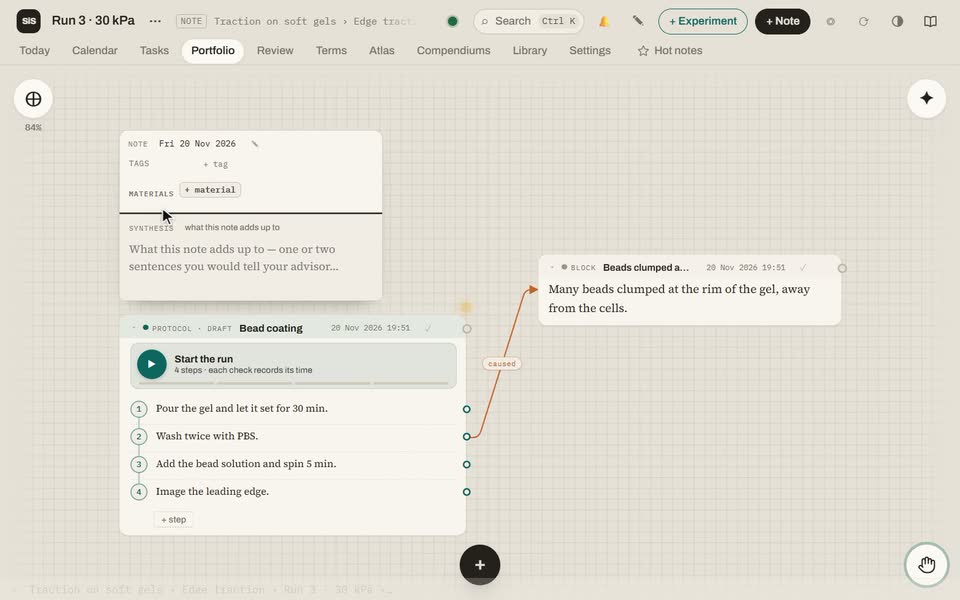 SIS
Run 3 · 30 kPa
···
NOTE
Traction on soft gels › Edge tract
Search
Ctrl K
+ Experiment
+ Note
Today
Calendar
Tasks
Portfolio
Review
Terms
Atlas
Compendiums
Library
Settings
Hot notes
84%
NOTE Fri 20 Nov 2026
TAGS + tag
MATERIALS + material
SYNTHESIS what this note adds up to
What this note adds up to — one or two
sentences you would tell your advisor...
PROTOCOL · DRAFT Bead coating 20 Nov 2026 19:51 ✓
Start the run
4 steps · each check records its time
1 Pour the gel and let it set for 30 min.
2 Wash twice with PBS.
3 Add the bead solution and spin 5 min.
4 Image the leading edge.
+ step
caused
BLOCK Beads clumped a... 20 Nov 2026 19:51 ✓
Many beads clumped at the rim of the gel, away
from the cells.
+
Traction on soft gels › Edge traction › Run 3 · 30 kPa ›…